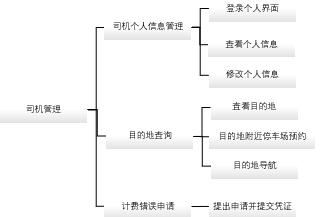 司机管理
司机个人信息管理
登录个人界面
查看个人信息
修改个人信息
目的地查询
查看目的地
目的地附近停车场预约
目的地导航
计费错误申请
提出申请并提交凭证